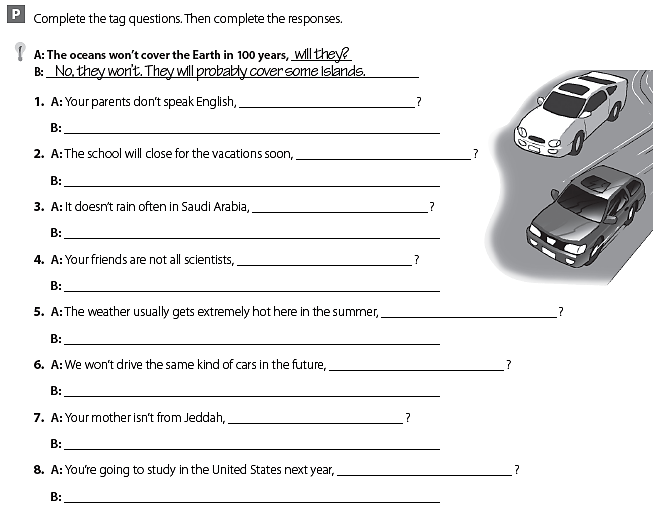 P Complete the tag questions. Then complete the responses.
A: The oceans won't cover the Earth in 100 years, will they?
B: No, they won't. They will probably cover some islands.
1. A: Your parents don't speak English, ?
B:
2. A: The school will close for the vacations soon, ?
B:
3. A: It doesn't rain often in Saudi Arabia, ?
B:
4. A: Your friends are not all scientists, ?
B:
5. A: The weather usually gets extremely hot here in the summer, ?
B:
6. A: We won't drive the same kind of cars in the future, ?
B:
7. A: Your mother isn't from Jeddah, ?
B:
8. A: You're going to study in the United States next year, ?
B: